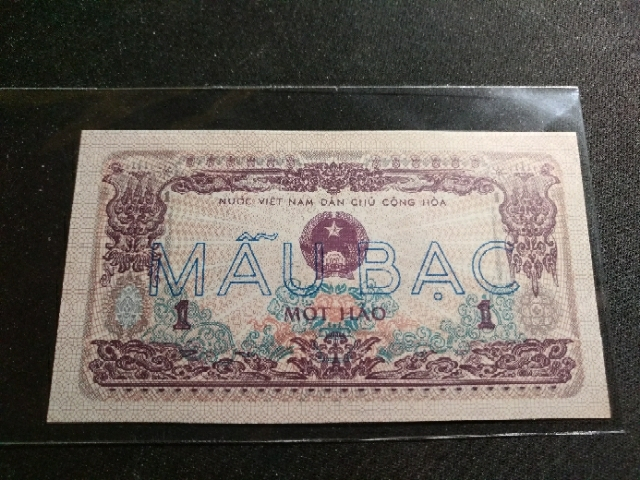 NƯỚC VIỆT NAM DÂN CHỦ CỘNG HÒA
MẪU BẠC
1 MỘT HÀO 1